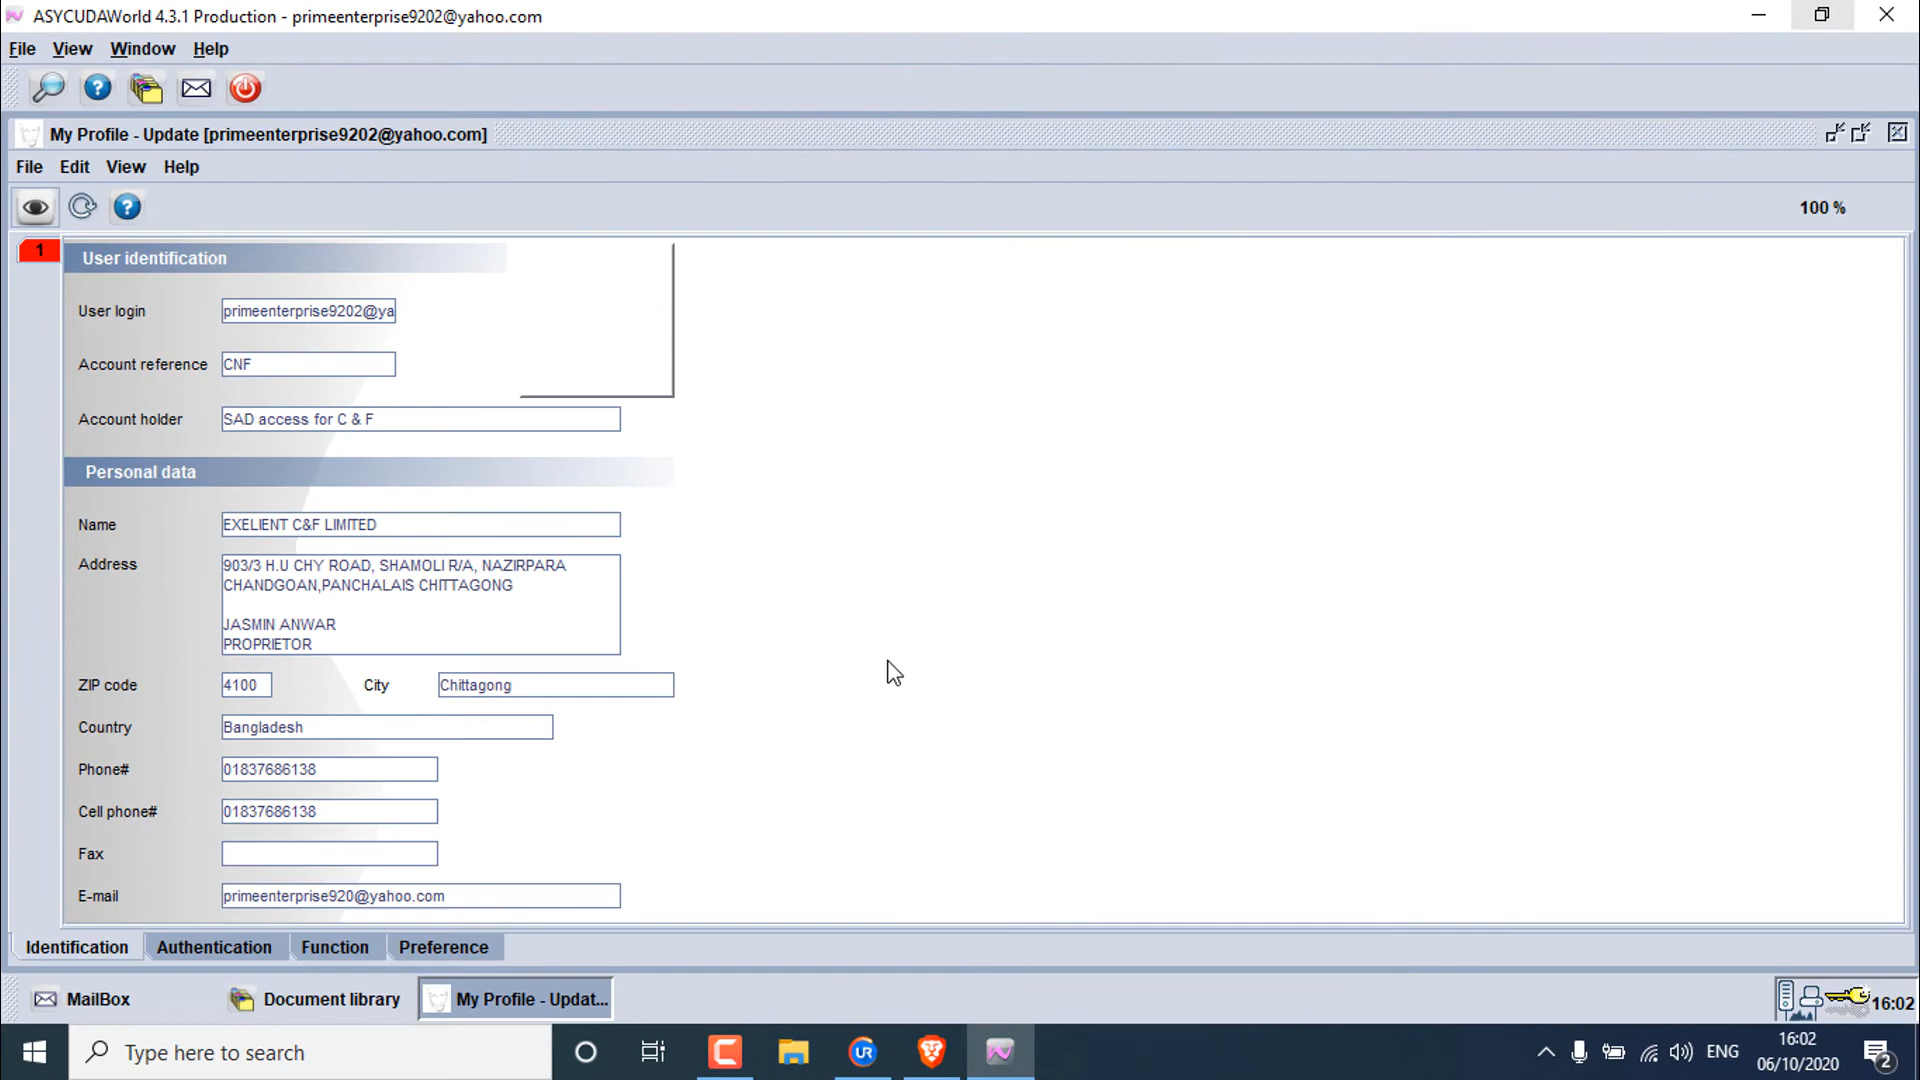 ASYCUDAWorld 4.3.1 Production - primeenterprise9202@yahoo.com
File View Window Help
My Profile - Update [primeenterprise9202@yahoo.com]
File Edit View Help
100 %
1
User identification
User login primeenterprise9202@ya
Account reference CNF
Account holder SAD access for C & F
Personal data
Name EXELIENT C&F LIMITED
Address 903/3 H.U CHY ROAD, SHAMOLI R/A, NAZIRPARA
CHANDGOAN,PANCHALAIS CHITTAGONG
JASMIN ANWAR
PROPRIETOR
ZIP code 4100 City Chittagong
Country Bangladesh
Phone# 01837686138
Cell phone# 01837686138
Fax
E-mail primeenterprise920@yahoo.com
Identification Authentication Function Preference
MailBox Document library My Profile - Updat... 16:02
Type here to search UR ENG 16:02
06/10/2020 2